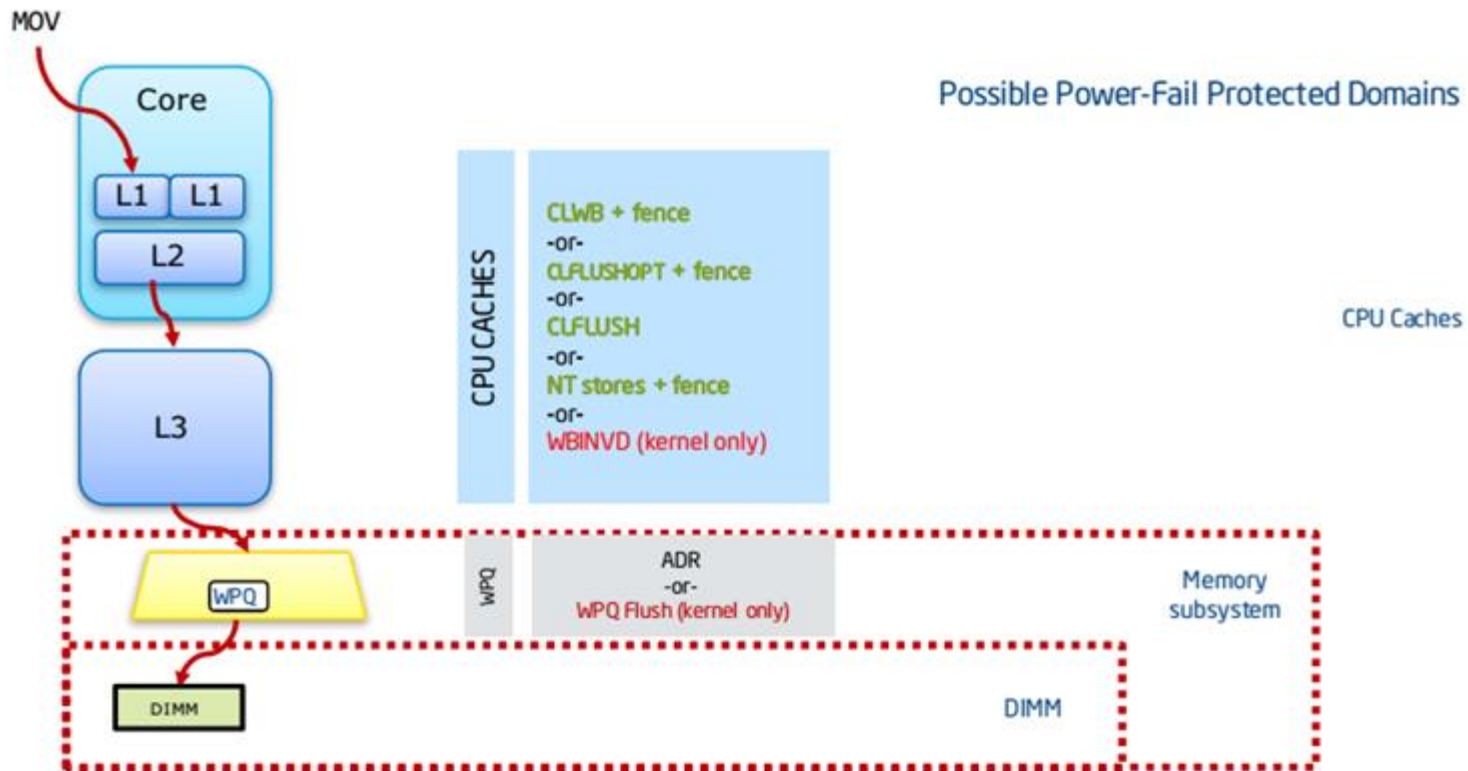 MOV
Core
Possible Power-Fail Protected Domains
L1 L1
L2
L3
CPU CACHES
CLWB + fence
-or-
CLFLUSHOPT + fence
-or-
CLFLUSH
-or-
NT stores + fence
-or-
WBINVD (kernel only)
CPU Caches
WPQ
WPQ
ADR
-or-
WPQ Flush (kernel only)
Memory
subsystem
DIMM
DIMM